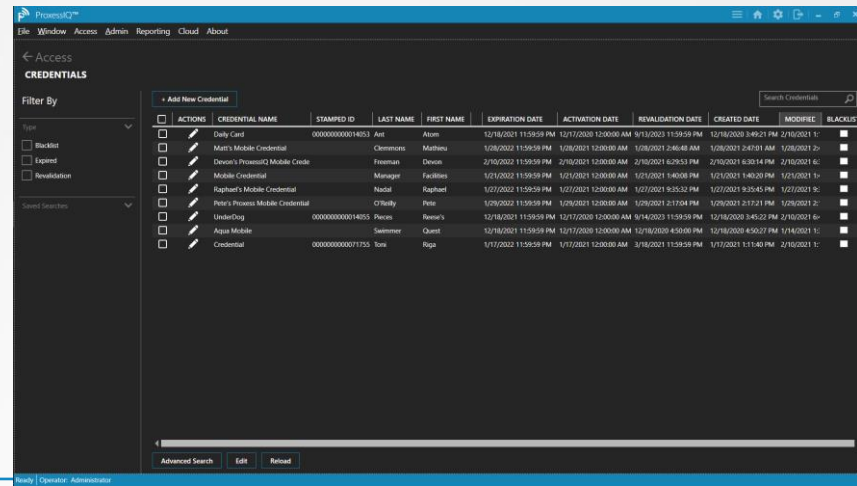 ProxessIQ™
File Window Access Admin Reporting Cloud About
Access
CREDENTIALS
Filter By
+ Add New Credential
Search Credentials
Type
Blacklist
Expired
Revalidation
Saved Searches
ACTIONS CREDENTIAL NAME STAMPED ID LAST NAME FIRST NAME EXPIRATION DATE ACTIVATION DATE REVALIDATION DATE CREATED DATE MODIFIED BLACKLIS
Daily Card 0000000000014053 Ant Atom 12/18/2021 11:59:59 PM 12/17/2020 12:00:00 AM 9/13/2023 11:59:59 PM 12/18/2020 3:49:21 PM 2/10/2021 1:
Matt's Mobile Credential Clemmons Mathieu 1/28/2022 11:59:59 PM 1/28/2021 12:00:00 AM 1/28/2021 2:46:48 AM 1/28/2021 2:47:01 AM 1/28/2021 2:
Devon's ProxessIQ Mobile Crede Freeman Devon 2/10/2022 11:59:59 PM 2/10/2021 12:00:00 AM 2/10/2021 6:29:53 PM 2/10/2021 6:30:14 PM 2/10/2021 6:
Mobile Credential Manager Facilities 1/21/2022 11:59:59 PM 1/21/2021 12:00:00 AM 1/21/2021 1:40:08 PM 1/21/2021 1:40:20 PM 1/21/2021 1:
Raphael's Mobile Credential Nadal Raphael 1/27/2022 11:59:59 PM 1/27/2021 12:00:00 AM 1/27/2021 9:35:32 PM 1/27/2021 9:35:45 PM 1/27/2021 9:
Pete's Proxess Mobile Credential O'Reilly Pete 1/29/2022 11:59:59 PM 1/29/2021 12:00:00 AM 1/29/2021 2:17:04 PM 1/29/2021 2:17:21 PM 1/29/2021 2:
UnderDog 0000000000014055 Pieces Reese's 12/18/2021 11:59:59 PM 12/17/2020 12:00:00 AM 9/14/2023 11:59:59 PM 12/18/2020 3:45:22 PM 2/10/2021 6:
Aqua Mobile Swimmer Quest 12/18/2021 11:59:59 PM 12/17/2020 12:00:00 AM 12/18/2020 4:50:00 PM 12/18/2020 4:50:27 PM 1/14/2021 1:
Credential 0000000000071755 Toni Riga 1/17/2022 11:59:59 PM 1/17/2021 12:00:00 AM 3/18/2021 11:59:59 PM 1/17/2021 1:11:40 PM 2/10/2021 1:
Advanced Search Edit Reload
Ready Operator: Administrator